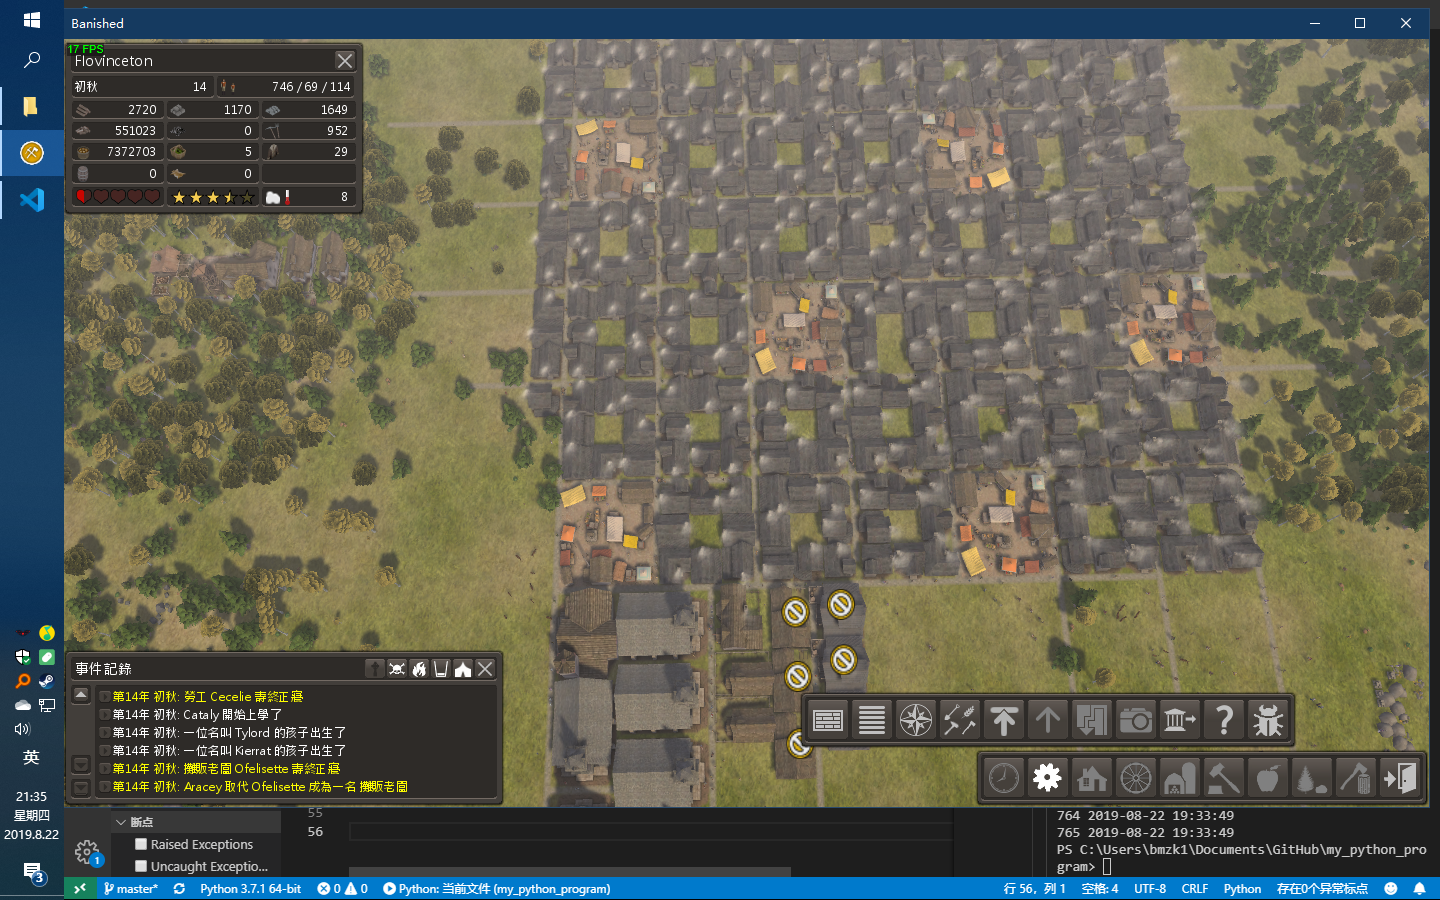 Banished
17 FPS
Flovinceton
初秋 14 746 / 69 / 114
2720 1170 1649
551023 0 952
7372703 5 29
0 0
8
事件記錄
第14年 初秋: 勞工 Cecelie 壽終正寢
第14年 初秋: Cataly 開始上學了
第14年 初秋: 一位名叫 Tylord 的孩子出生了
第14年 初秋: 一位名叫 Kierrat 的孩子出生了
第14年 初秋: 攤販老闆 Ofelisette 壽終正寢
第14年 初秋: Aracey 取代 Ofelisette 成為一名 攤販老闆
英
21:35
星期四
2019.8.22
3
1
断点
Raised Exceptions
Uncaught Exceptio...
55
56
764 2019-08-22 19:33:49
765 2019-08-22 19:33:49
PS C:\Users\bmzk1\Documents\GitHub\my_python_pro
gram>
master* Python 3.7.1 64-bit 0 0 Python: 当前文件 (my_python_program) 行 56，列 1 空格: 4 UTF-8 CRLF Python 存在0个异常标点